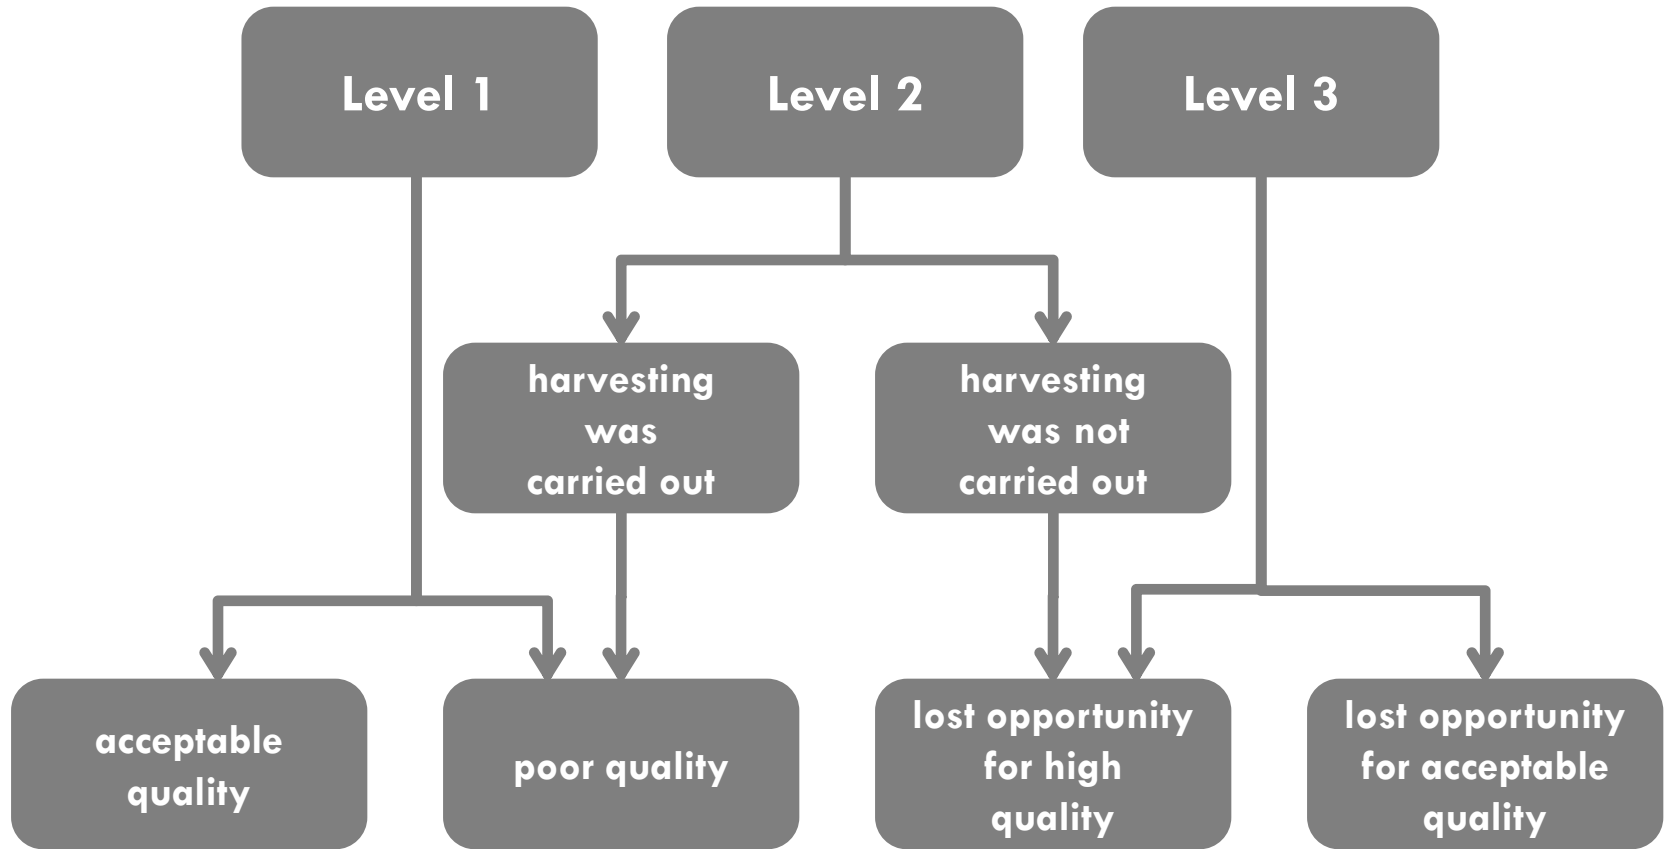 Level 1
Level 2
Level 3
harvesting
was
carried out
harvesting
was not
carried out
acceptable
quality
poor quality
lost opportunity
for high
quality
lost opportunity
for acceptable
quality